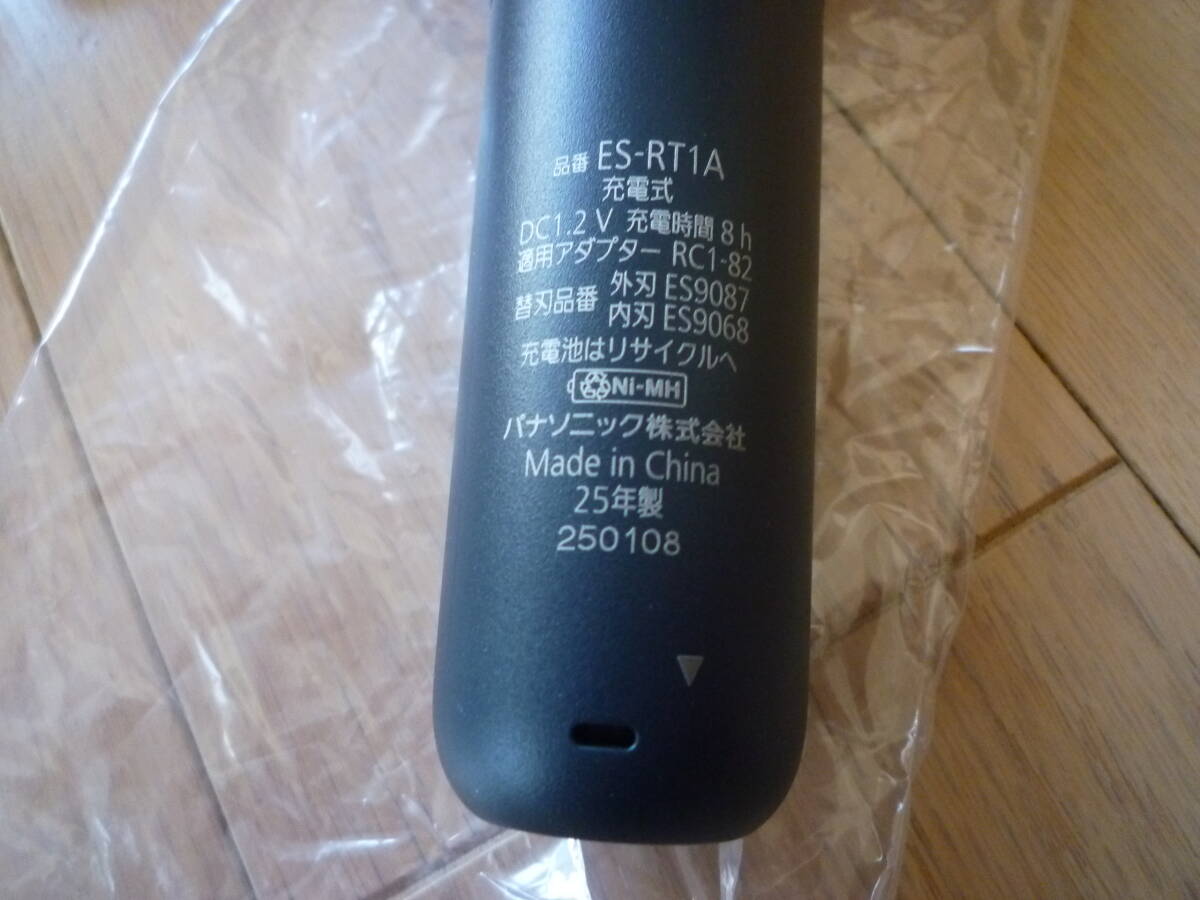 品番 ES-RT1A
充電式
DC1.2 V 充電時間 8 h
適用アダプター RC1-82
替刃品番 外刃 ES9087
内刃 ES9068
充電池はリサイクルへ
Ni-MH
パナソニック株式会社
Made in China
25年製
250108